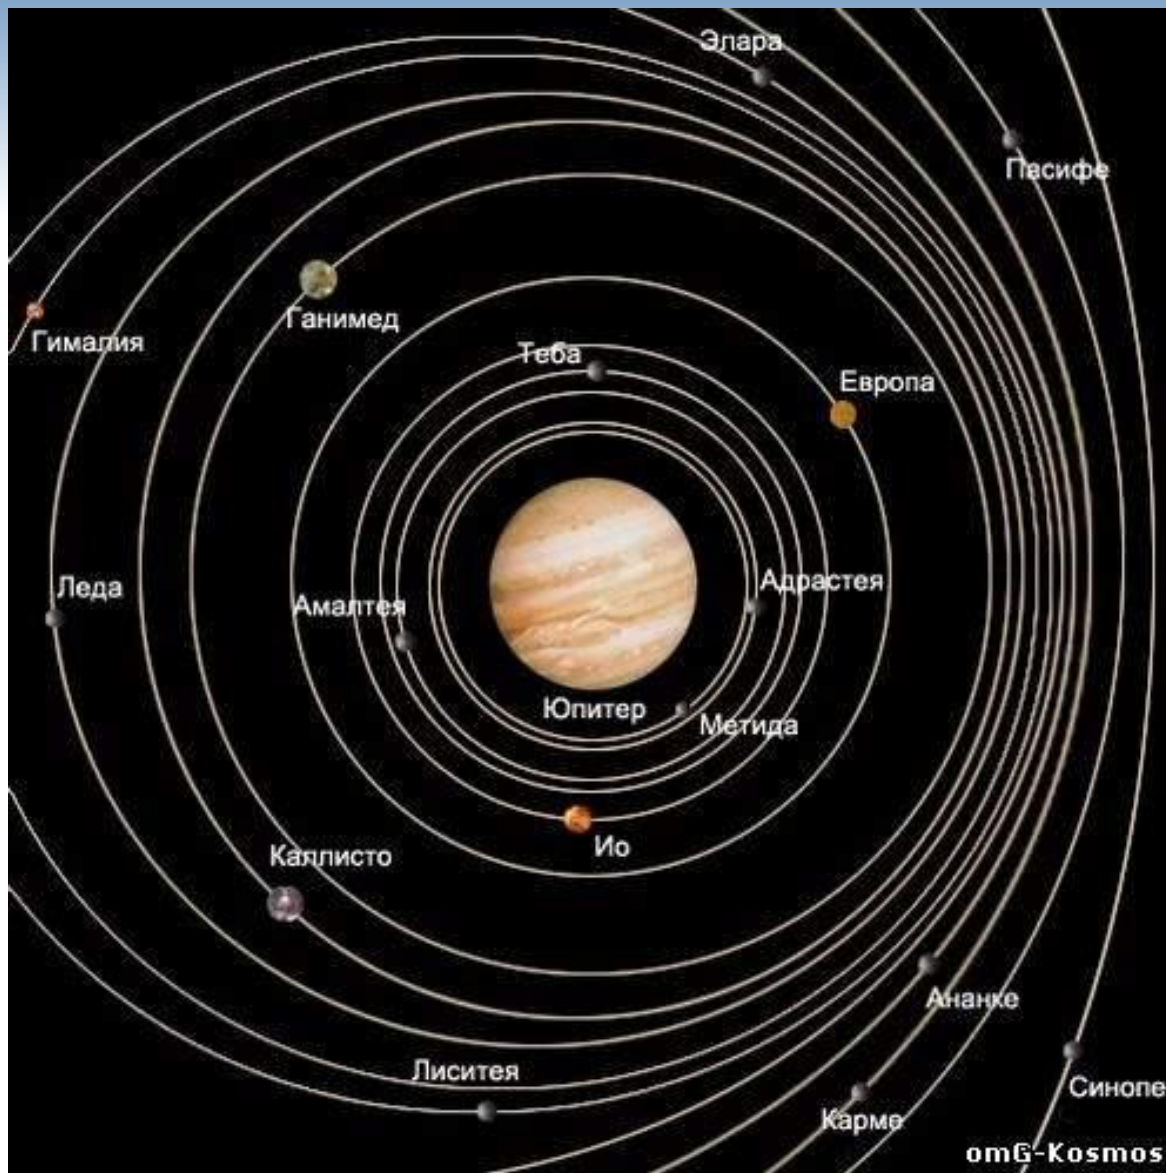 Элара
Пасифе
Ганимед
Гималия
Теба
Европа
Леда
Адрастея
Амалтея
Юпитер
Метида
Ио
Каллисто
Ананке
Лиситея
Синопе
Карме
omG-Kosmos